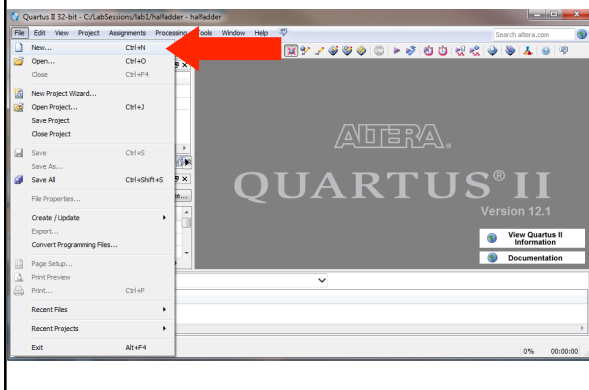 Quartus II 32-bit - C:/LabSessions/lab1/halfadder - halfadder
File Edit View Project Assignments Processing Tools Window Help
Search altera.com
New... Ctrl+N
Open... Ctrl+O
Close Ctrl+F4
New Project Wizard...
Open Project... Ctrl+J
Save Project
Close Project
Save Ctrl+S
Save As...
Save All Ctrl+Shift+S
File Properties...
Create / Update
Export...
Convert Programming Files...
Page Setup...
Print Preview
Print... Ctrl+P
Recent Files
Recent Projects
Exit Alt+F4
ALTERA®
QUARTUS® II
Version 12.1
View Quartus II
Information
Documentation
0% 00:00:00